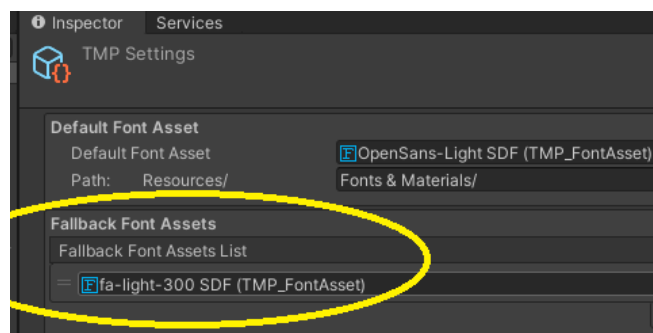 Inspector Services
TMP Settings
Default Font Asset
Default Font Asset OpenSans-Light SDF (TMP_FontAsset)
Path: Resources/ Fonts & Materials/
Fallback Font Assets
Fallback Font Assets List
fa-light-300 SDF (TMP_FontAsset)